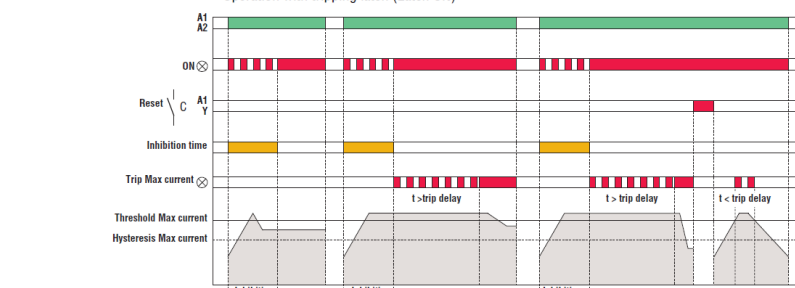 A1
A2
ON
Reset C A1
Y
Inhibition time
Trip Max current
t >trip delay t > trip delay t < trip delay
Threshold Max current
Hysteresis Max current